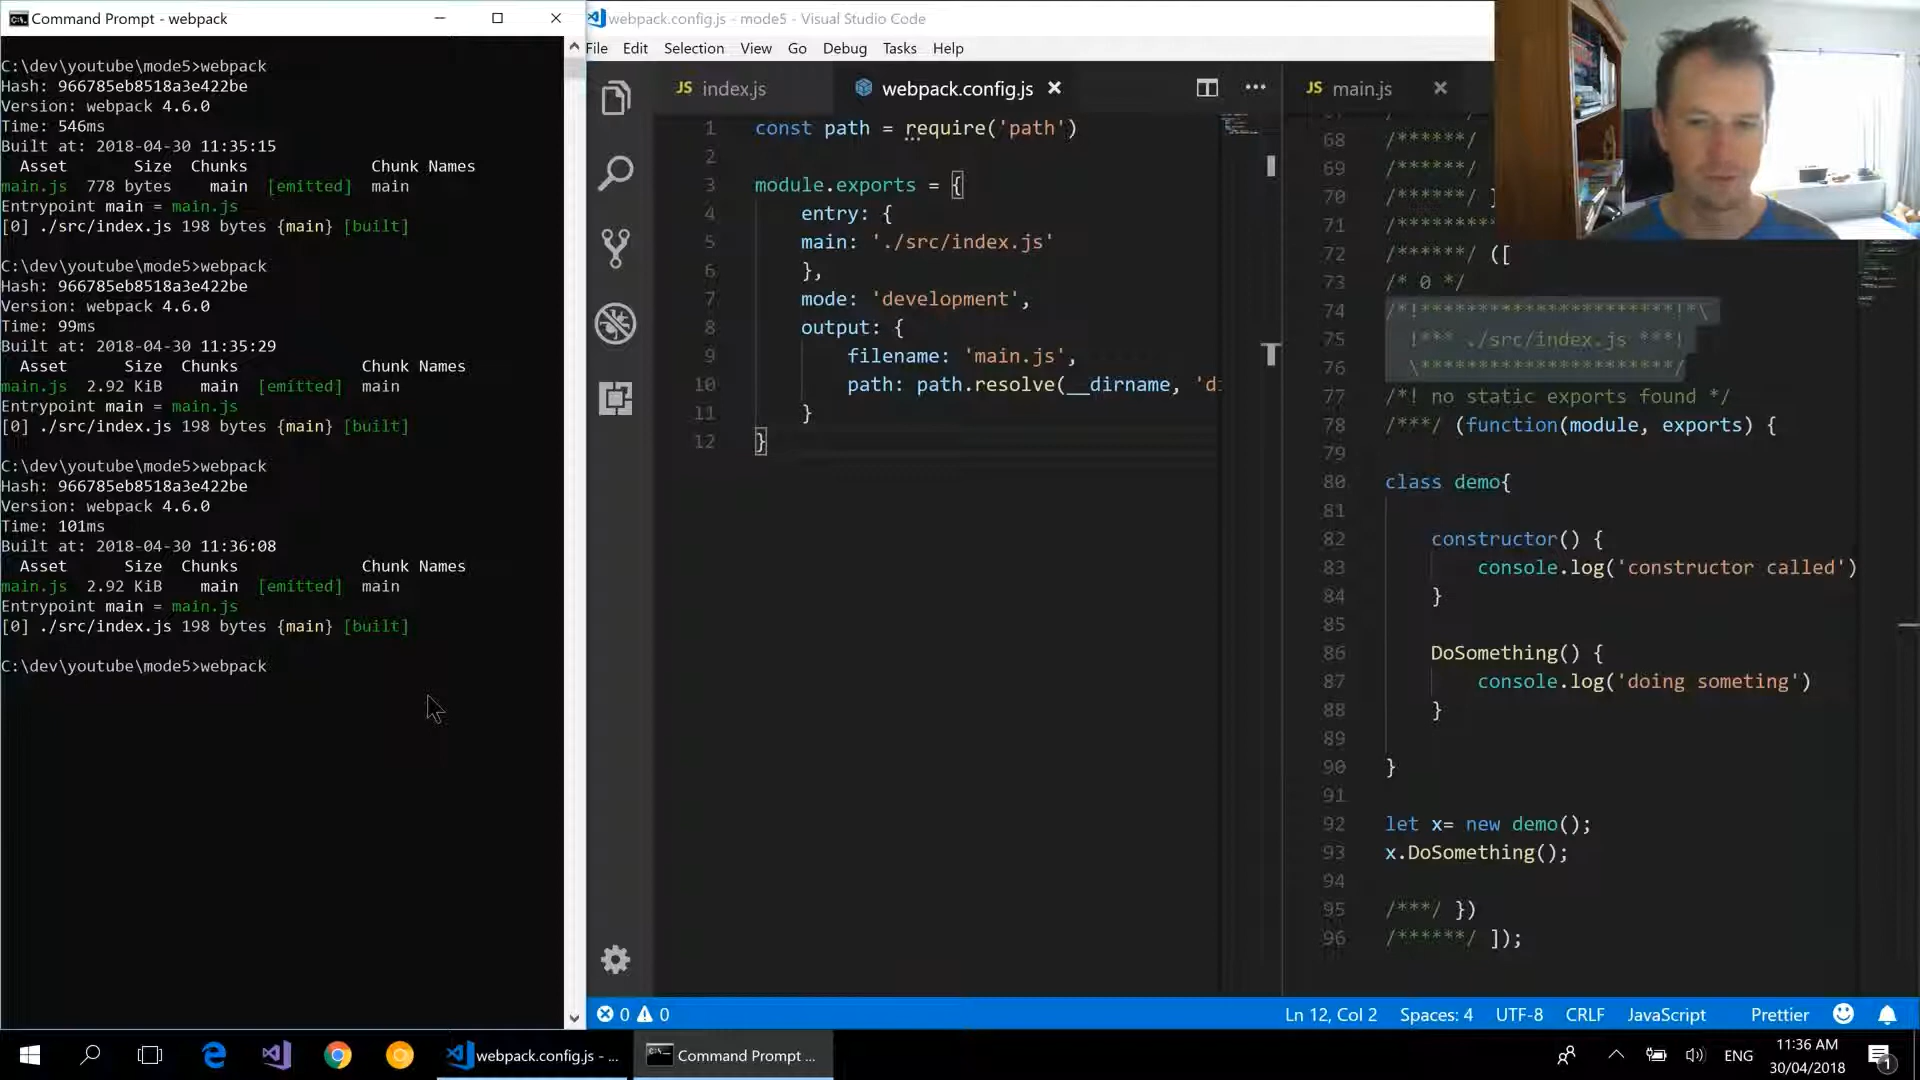 Command Prompt - webpack
C:\dev\youtube\mode5>webpack
Hash: 966785eb8518a3e422be
Version: webpack 4.6.0
Time: 546ms
Built at: 2018-04-30 11:35:15
Asset Size Chunks Chunk Names
main.js 778 bytes main [emitted] main
Entrypoint main = main.js
[0] ./src/index.js 198 bytes {main} [built]
C:\dev\youtube\mode5>webpack
Hash: 966785eb8518a3e422be
Version: webpack 4.6.0
Time: 99ms
Built at: 2018-04-30 11:35:29
Asset Size Chunks Chunk Names
main.js 2.92 KiB main [emitted] main
Entrypoint main = main.js
[0] ./src/index.js 198 bytes {main} [built]
C:\dev\youtube\mode5>webpack
Hash: 966785eb8518a3e422be
Version: webpack 4.6.0
Time: 101ms
Built at: 2018-04-30 11:36:08
Asset Size Chunks Chunk Names
main.js 2.92 KiB main [emitted] main
Entrypoint main = main.js
[0] ./src/index.js 198 bytes {main} [built]
C:\dev\youtube\mode5>webpack
webpack.config.js - mode5 - Visual Studio Code
File Edit Selection View Go Debug Tasks Help
JS index.js
webpack.config.js
1 const path = require('path')
2
3 module.exports = {
4 entry: {
5 main: './src/index.js'
6 },
7 mode: 'development',
8 output: {
9 filename: 'main.js',
10 path: path.resolve(__dirname, 'di
11 }
12 }
JS main.js
68 /******/
69 /******/
70 /******/ ]
71 /*********
72 /******/ ([
73 /* 0 */
74 /*!**********************!*\
75 !*** ./src/index.js ***!
76 \**********************/
77 /*! no static exports found */
78 /***/ (function(module, exports) {
79
80 class demo{
81
82 constructor() {
83 console.log('constructor called')
84 }
85
86 DoSomething() {
87 console.log('doing someting')
88 }
89
90 }
91
92 let x= new demo();
93 x.DoSomething();
94
95 /***/ })
96 /******/ ]);
0 0
Ln 12, Col 2 Spaces: 4 UTF-8 CRLF JavaScript Prettier
webpack.config.js - ...
Command Prompt ...
ENG
11:36 AM
30/04/2018
1